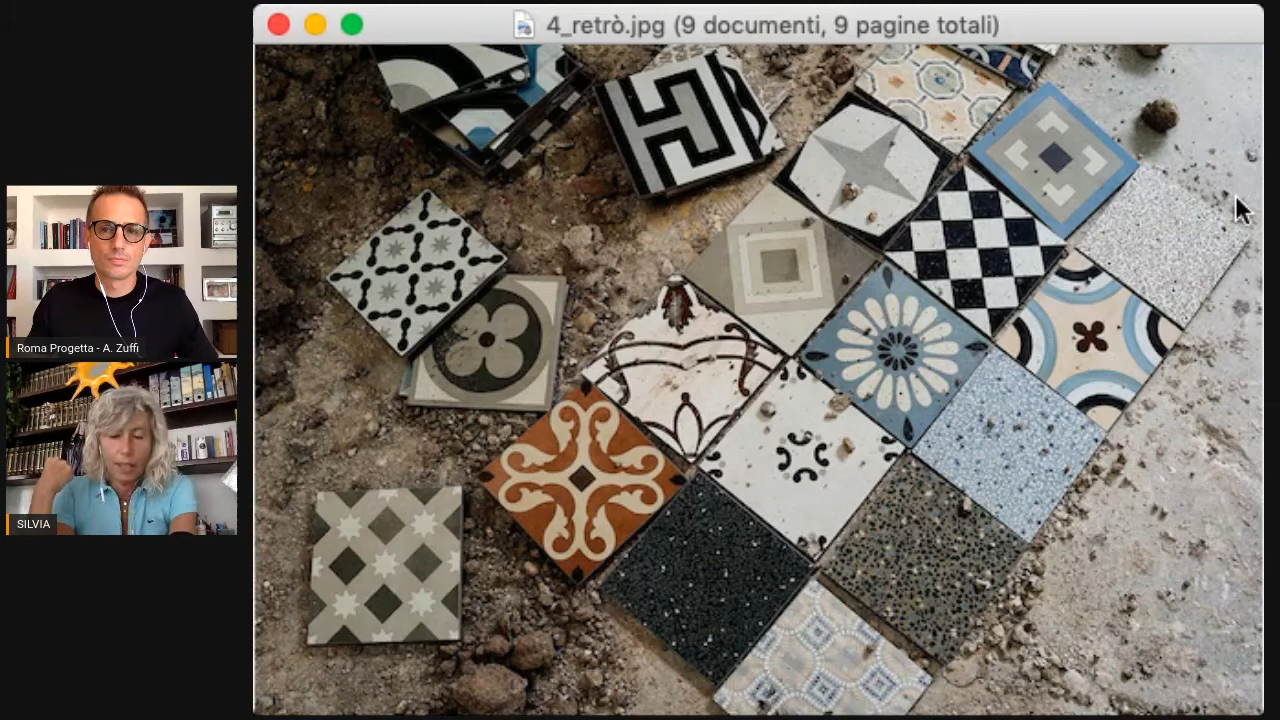 4_retrò.jpg (9 documenti, 9 pagine totali)
Roma Progetta - A. Zuffi
SILVIA